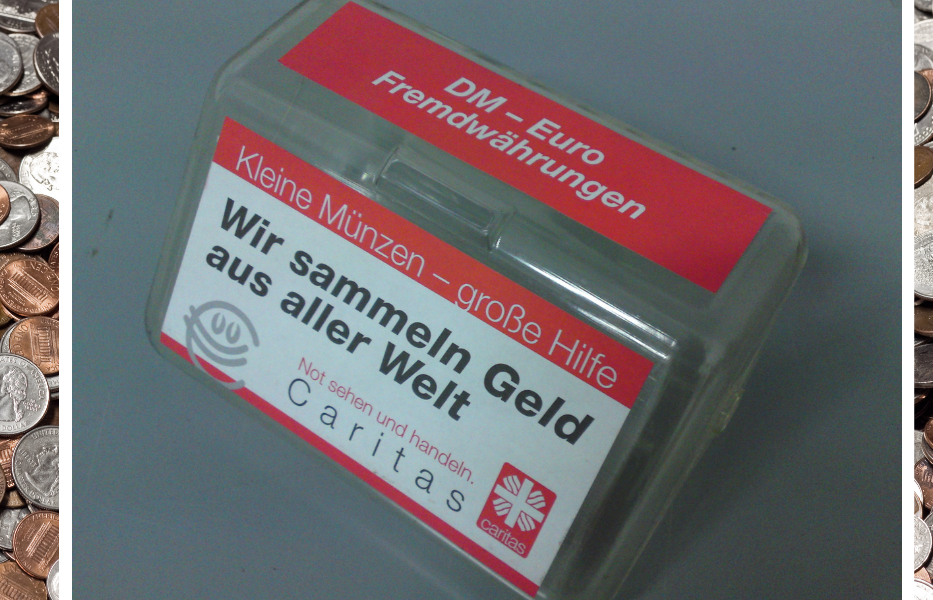 DM – Euro
Fremdwährungen
Kleine Münzen – große Hilfe
Wir sammeln Geld
aus aller Welt
Not sehen und handeln.
Caritas
caritas